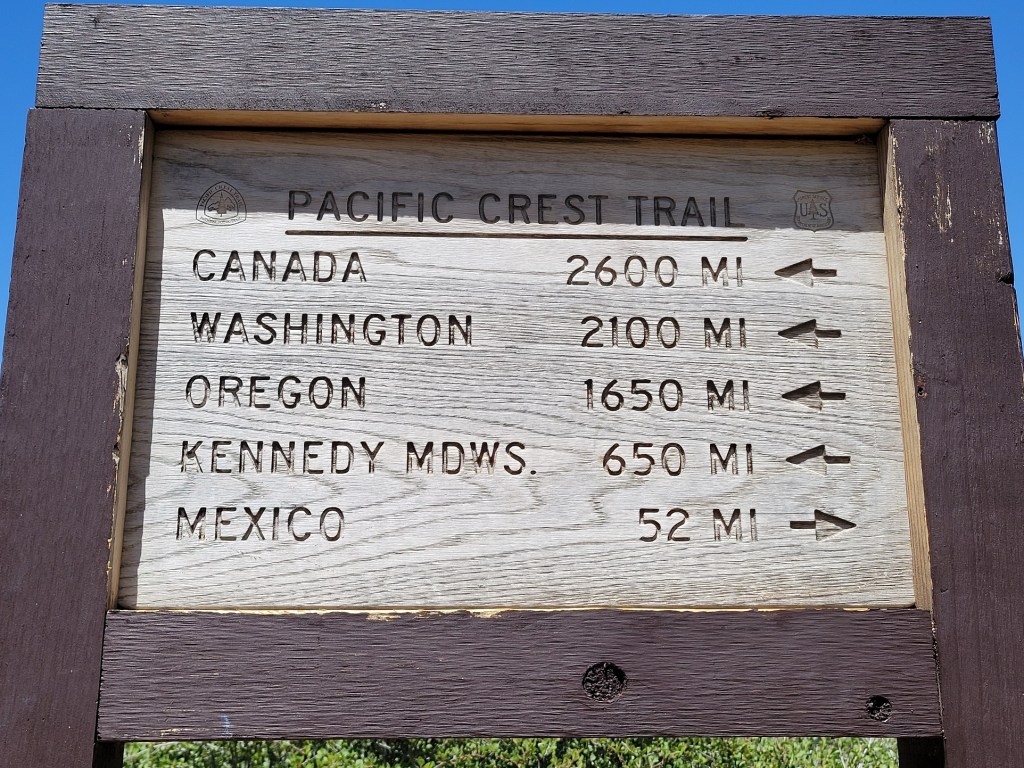 PACIFIC CREST TRAIL
US
CANADA 2600 MI
WASHINGTON 2100 MI
OREGON 1650 MI
KENNEDY MDWS. 650 MI
MEXICO 52 MI